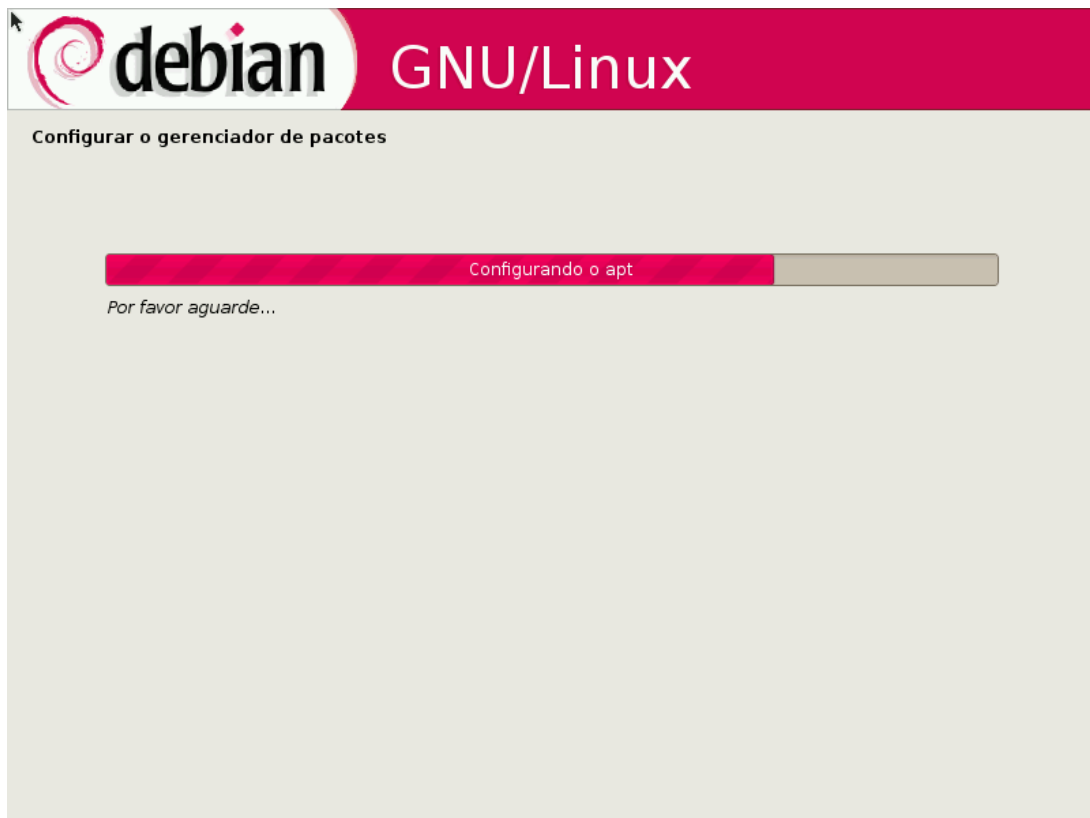 debian GNU/Linux
Configurar o gerenciador de pacotes
Configurando o apt
Por favor aguarde...